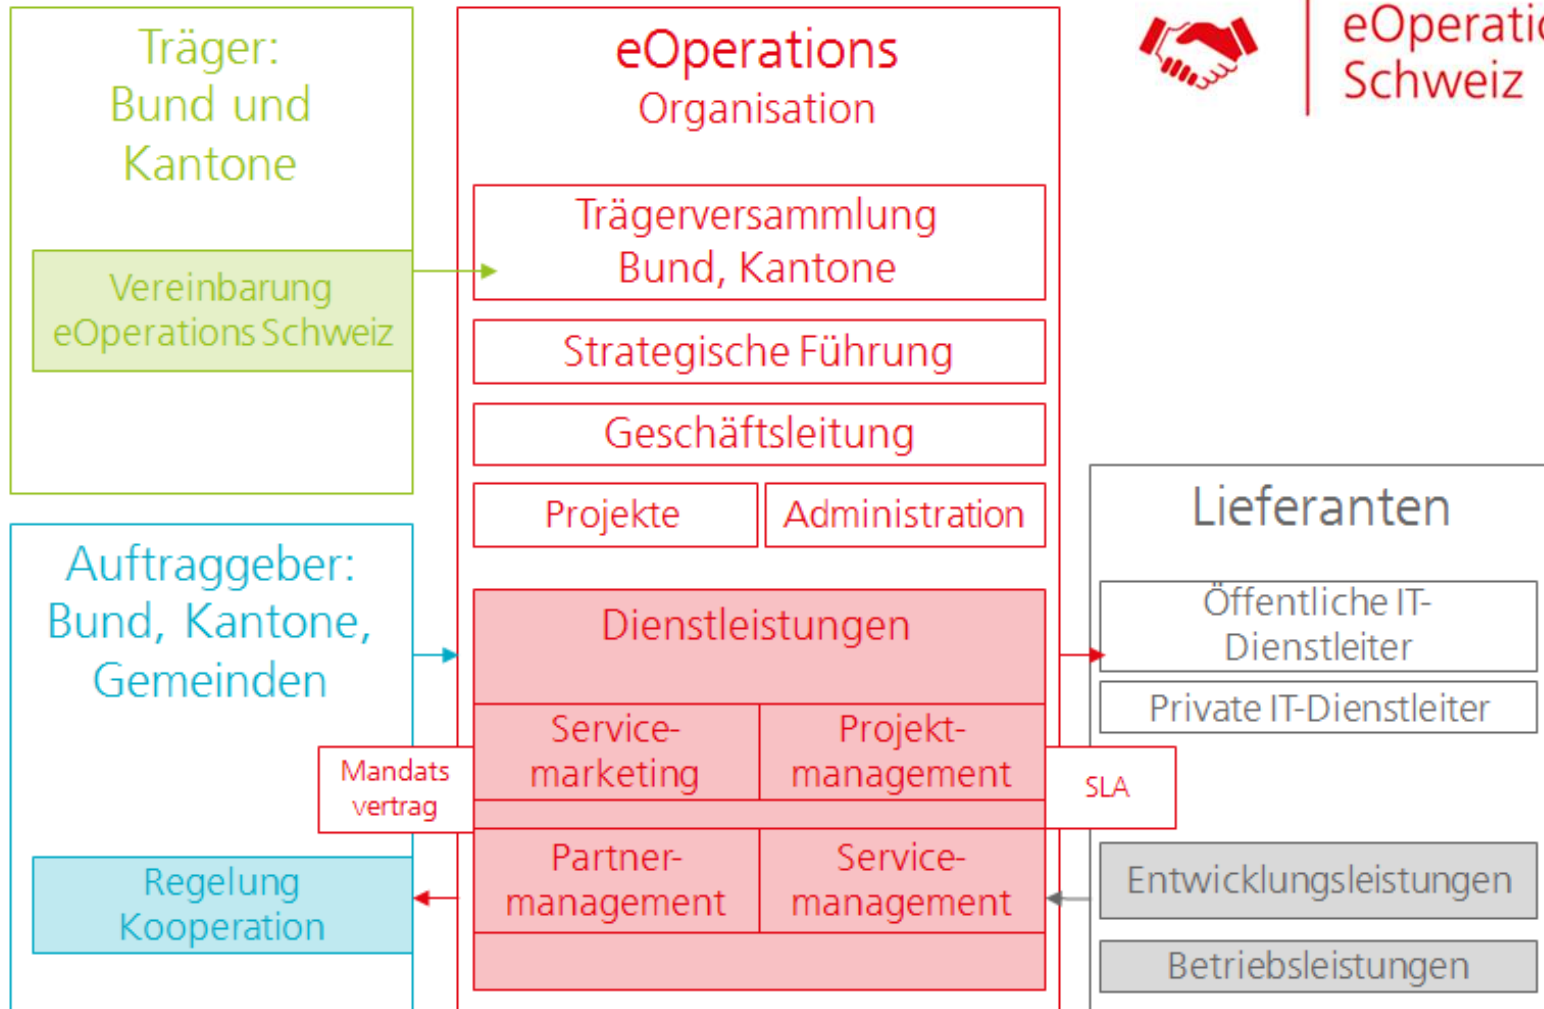 Träger:
Bund und
Kantone
Vereinbarung
eOperations Schweiz
Auftraggeber:
Bund, Kantone,
Gemeinden
Mandats
vertrag
Regelung
Kooperation
eOperations
Organisation
Trägerversammlung
Bund, Kantone
Strategische Führung
Geschäftsleitung
Projekte
Administration
Dienstleistungen
Service-
marketing
Projekt-
management
Partner-
management
Service-
management
SLA
eOperatio
Schweiz
Lieferanten
Öffentliche IT-
Dienstleiter
Private IT-Dienstleiter
Entwicklungsleistungen
Betriebsleistungen